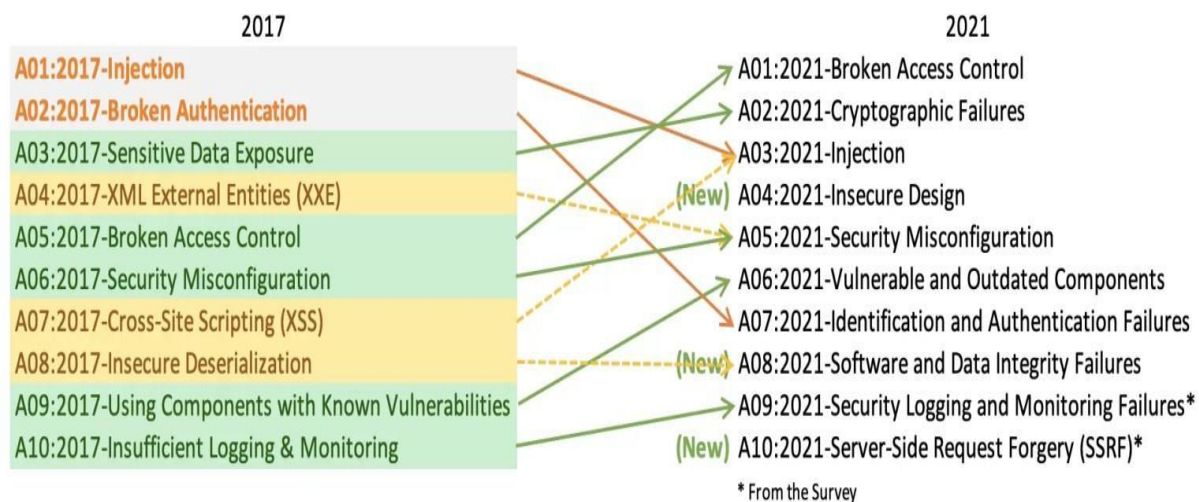 2017
2021
A01:2017-Injection
A02:2017-Broken Authentication
A03:2017-Sensitive Data Exposure
A04:2017-XML External Entities (XXE)
A05:2017-Broken Access Control
A06:2017-Security Misconfiguration
A07:2017-Cross-Site Scripting (XSS)
A08:2017-Insecure Deserialization
A09:2017-Using Components with Known Vulnerabilities
A10:2017-Insufficient Logging & Monitoring
A01:2021-Broken Access Control
A02:2021-Cryptographic Failures
A03:2021-Injection
(New) A04:2021-Insecure Design
A05:2021-Security Misconfiguration
A06:2021-Vulnerable and Outdated Components
A07:2021-Identification and Authentication Failures
(New) A08:2021-Software and Data Integrity Failures
A09:2021-Security Logging and Monitoring Failures*
(New) A10:2021-Server-Side Request Forgery (SSRF)*
* From the Survey